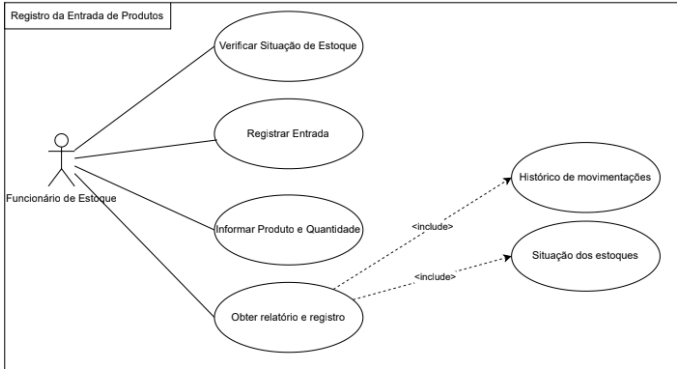 Registro da Entrada de Produtos
Verificar Situação de Estoque
Registrar Entrada
Funcionário de Estoque
Informar Produto e Quantidade
Obter relatório e registro
<include>
<include>
Histórico de movimentações
Situação dos estoques